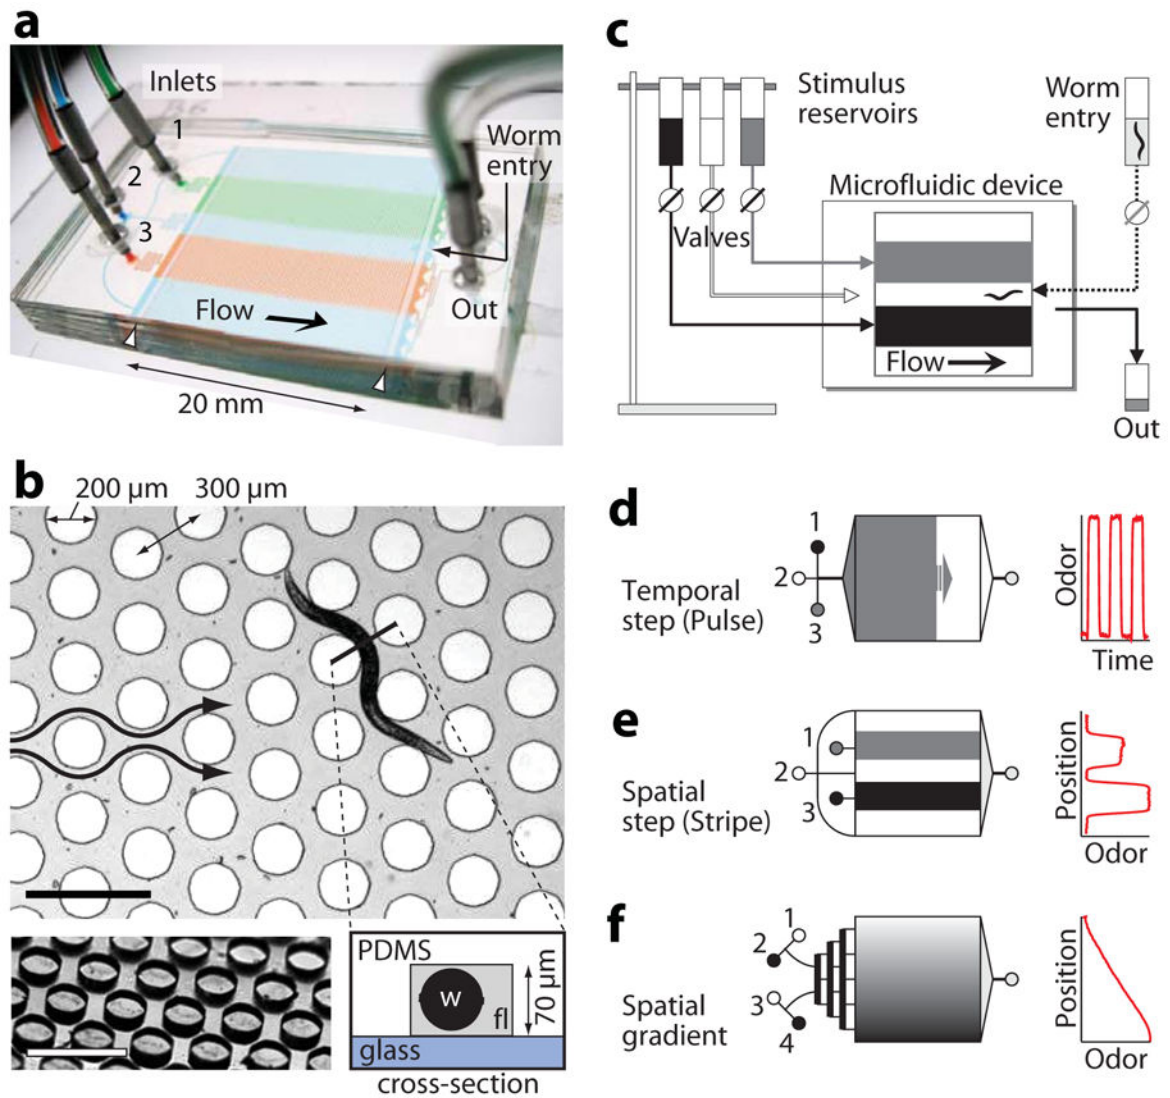 a
Inlets
1
2
3
Worm
entry
Out
Flow
20 mm
b
200 µm
300 µm
PDMS
w
fl
70 µm
glass
cross-section
c
Stimulus
reservoirs
Worm
entry
Microfluidic device
Valves
Flow
Out
d
1
2
3
Temporal
step (Pulse)
Odor
Time
e
1
2
3
Spatial
step (Stripe)
Position
Odor
f
1
2
3
4
Spatial
gradient
Position
Odor